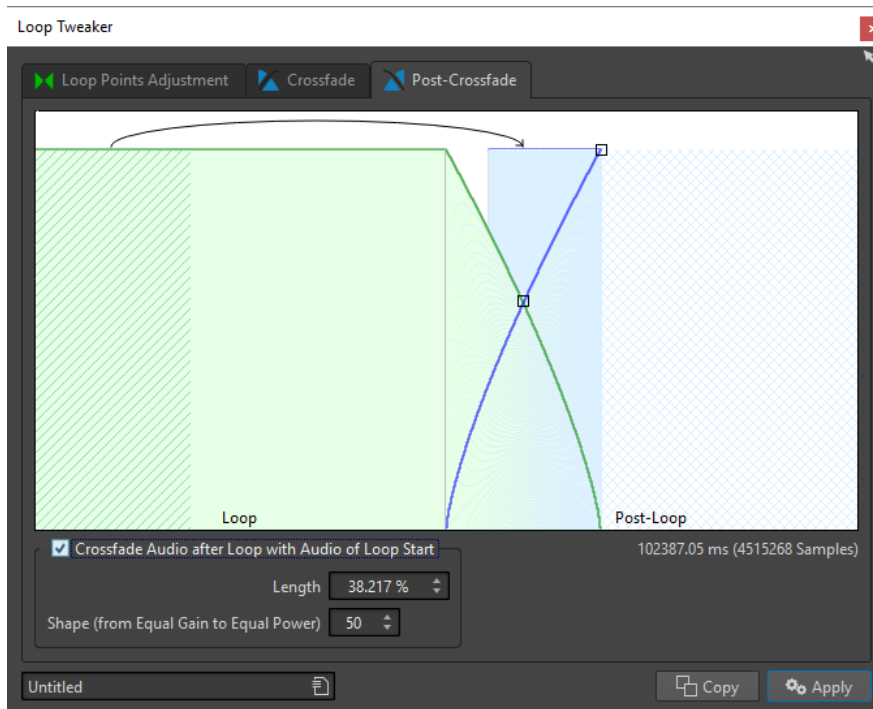 Loop Tweaker
Loop Points Adjustment
Crossfade
Post-Crossfade
Loop
Post-Loop
Crossfade Audio after Loop with Audio of Loop Start
102387.05 ms (4515268 Samples)
Length 38.217 %
Shape (from Equal Gain to Equal Power) 50
Untitled
Copy
Apply